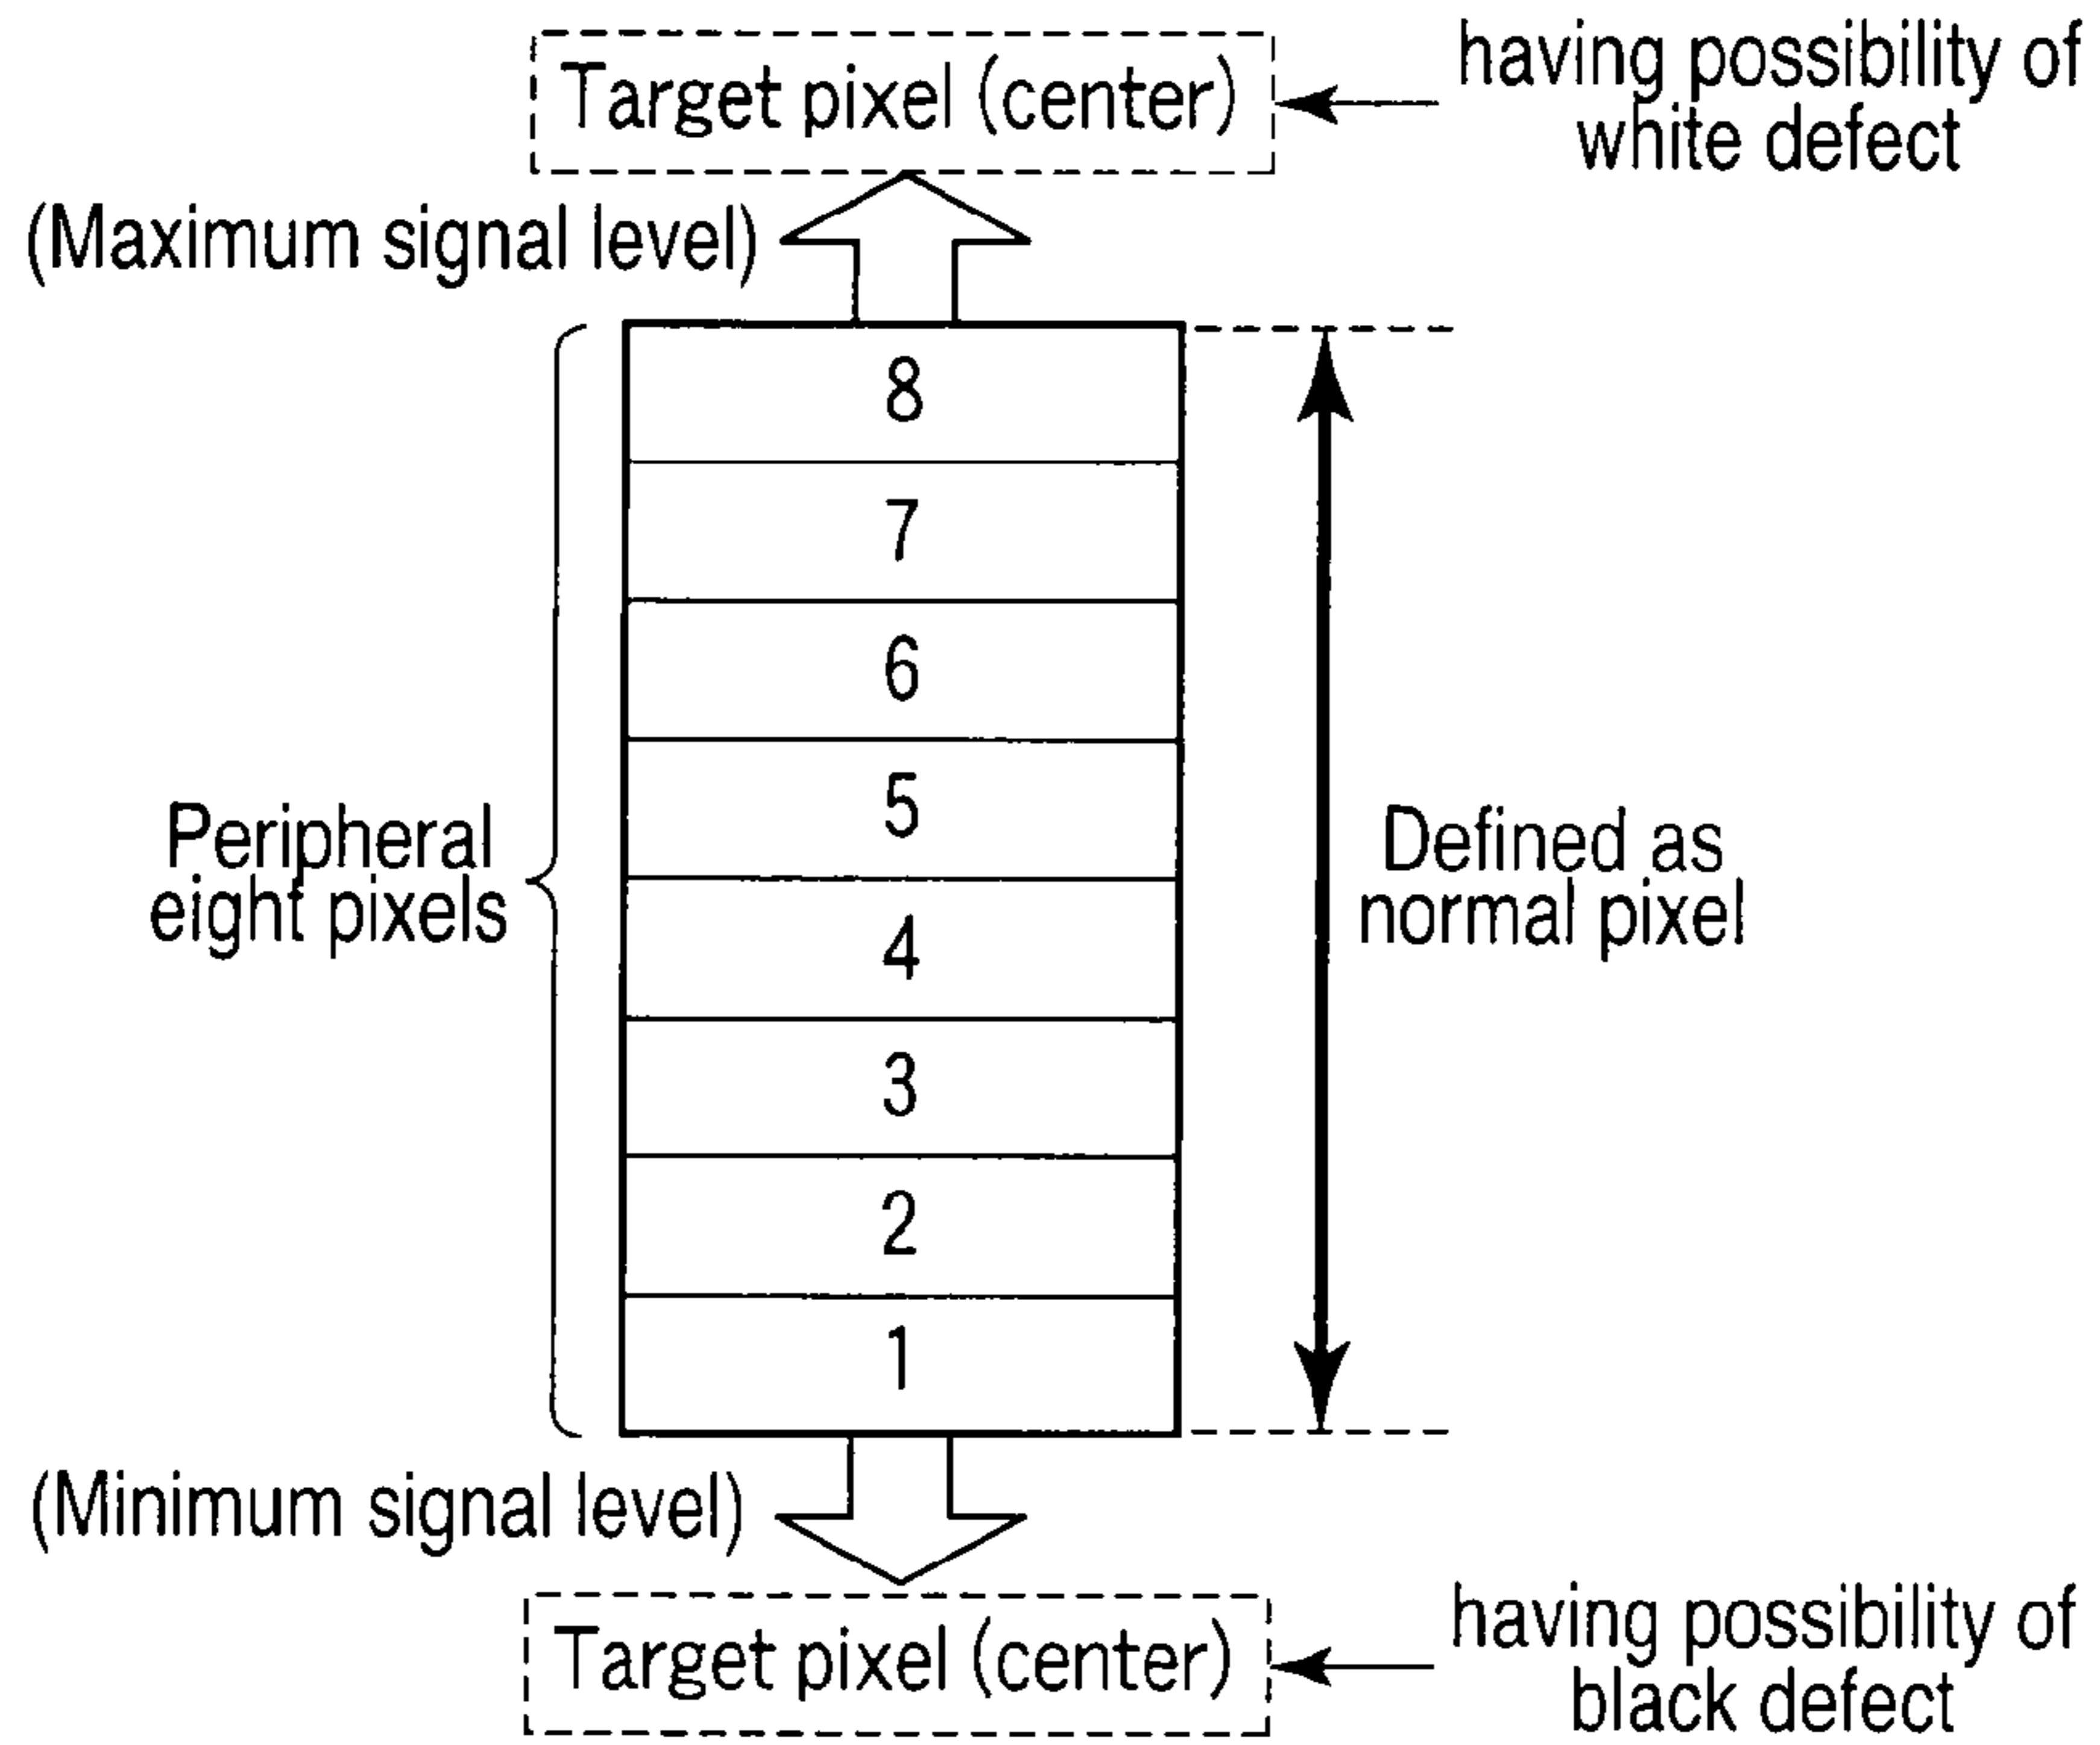 Target pixel (center)
having possibility of
white defect
(Maximum signal level)
8
7
6
5
4
3
2
1
Peripheral
eight pixels
Defined as
normal pixel
(Minimum signal level)
Target pixel (center)
having possibility of
black defect